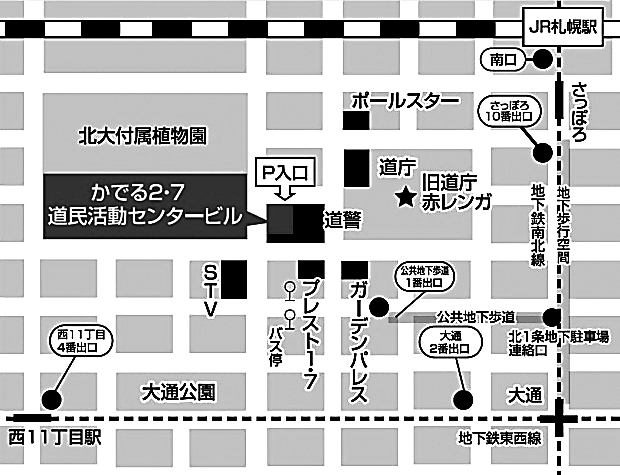 JR札幌駅
南口
さっぽろ
ポールスター
さっぽろ
10番出口
北大付属植物園
P入口
道庁
旧道庁
赤レンガ
かでる2・7
道民活動センタービル
道警
地下鉄南北線
地下歩行空間
STV
プレスト1・7
バス停
ガーデンパレス
公共地下歩道
1番出口
公共地下歩道
北1条地下駐車場
連絡口
西11丁目
4番出口
大通
2番出口
大通公園
大通
西11丁目駅
地下鉄東西線